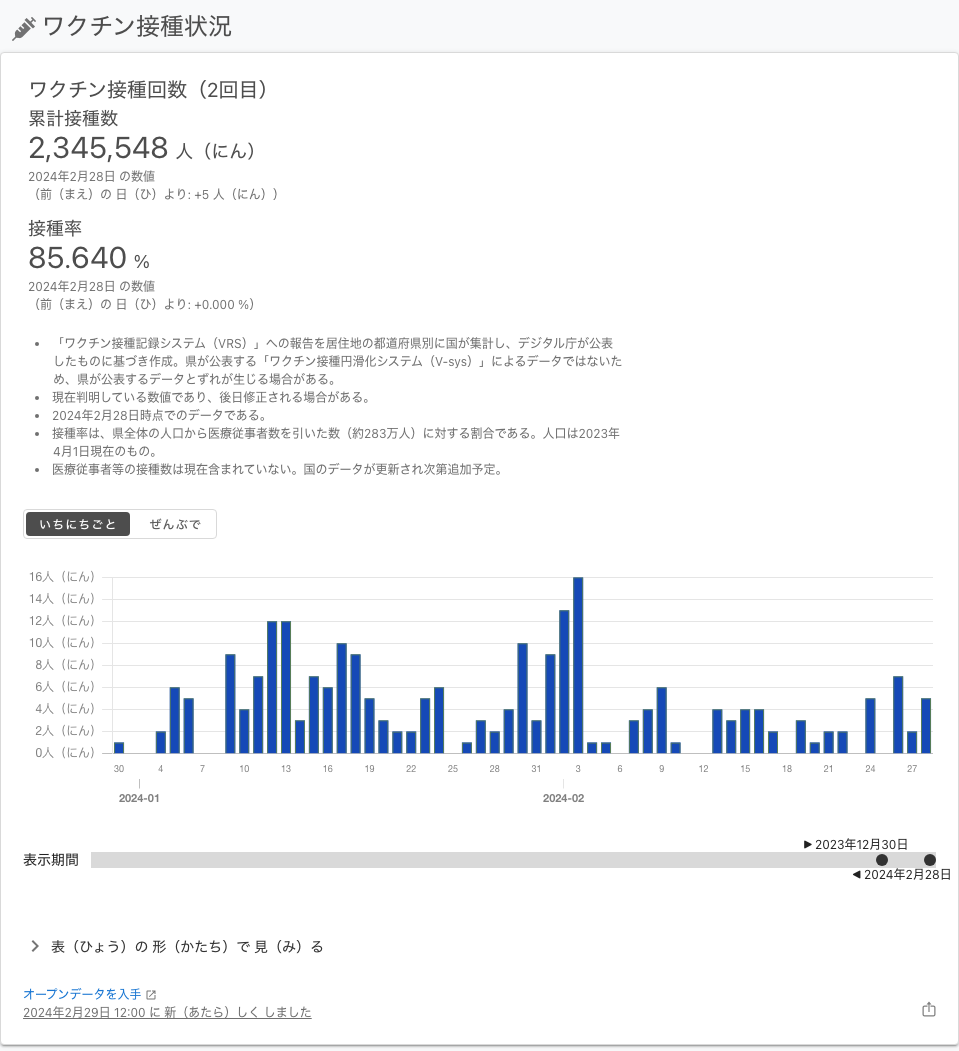 ワクチン接種状況
ワクチン接種回数（2回目）
累計接種数
2,345,548 人（にん）
2024年2月28日 の数値
（前（まえ）の 日（ひ）より: +5 人（にん））
接種率
85.640 %
2024年2月28日 の数値
（前（まえ）の 日（ひ）より: +0.000 %）
• 「ワクチン接種記録システム（VRS）」への報告を居住地の都道府県別に国が集計し、デジタル庁が公表
したものに基づき作成。県が公表する「ワクチン接種円滑化システム（V-sys）」によるデータではないた
め、県が公表するデータとずれが生じる場合がある。
• 現在判明している数値であり、後日修正される場合がある。
• 2024年2月28日時点でのデータである。
• 接種率は、県全体の人口から医療従事者数を引いた数（約283万人）に対する割合である。人口は2023年
4月1日現在のもの。
• 医療従事者等の接種数は現在含まれていない。国のデータが更新され次第追加予定。
いちにちごと ぜんぶで
16人（にん）
14人（にん）
12人（にん）
10人（にん）
8人（にん）
6人（にん）
4人（にん）
2人（にん）
0人（にん）
30 4 7 10 13 16 19 22 25 28 31 3 6 9 12 15 18 21 24 27
2024-01 2024-02
▶ 2023年12月30日
表示期間
◀ 2024年2月28日
表（ひょう）の 形（かたち）で 見（み）る
オープンデータを入手
2024年2月29日 12:00 に 新（あたら）しく しました